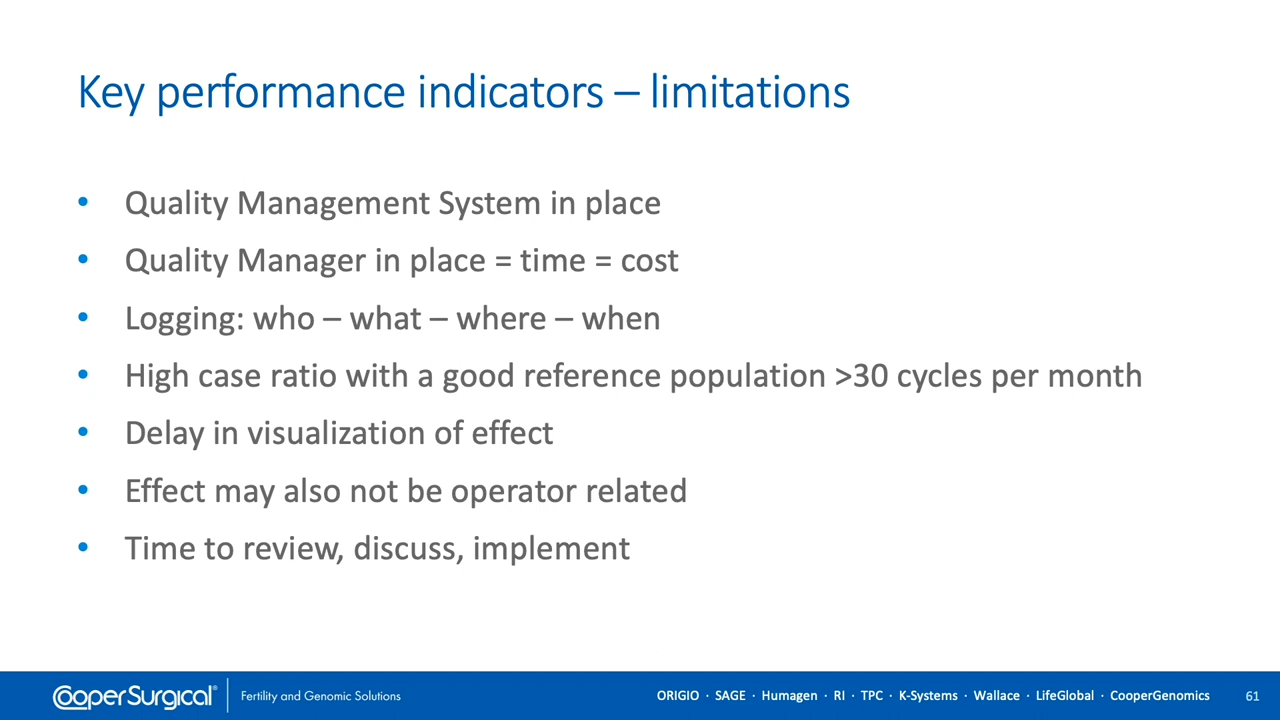 Key performance indicators – limitations
• Quality Management System in place
• Quality Manager in place = time = cost
• Logging: who – what – where – when
• High case ratio with a good reference population >30 cycles per month
• Delay in visualization of effect
• Effect may also not be operator related
• Time to review, discuss, implement
CooperSurgical® Fertility and Genomic Solutions ORIGIO · SAGE · Humagen · RI · TPC · K-Systems · Wallace · LifeGlobal · CooperGenomics 61